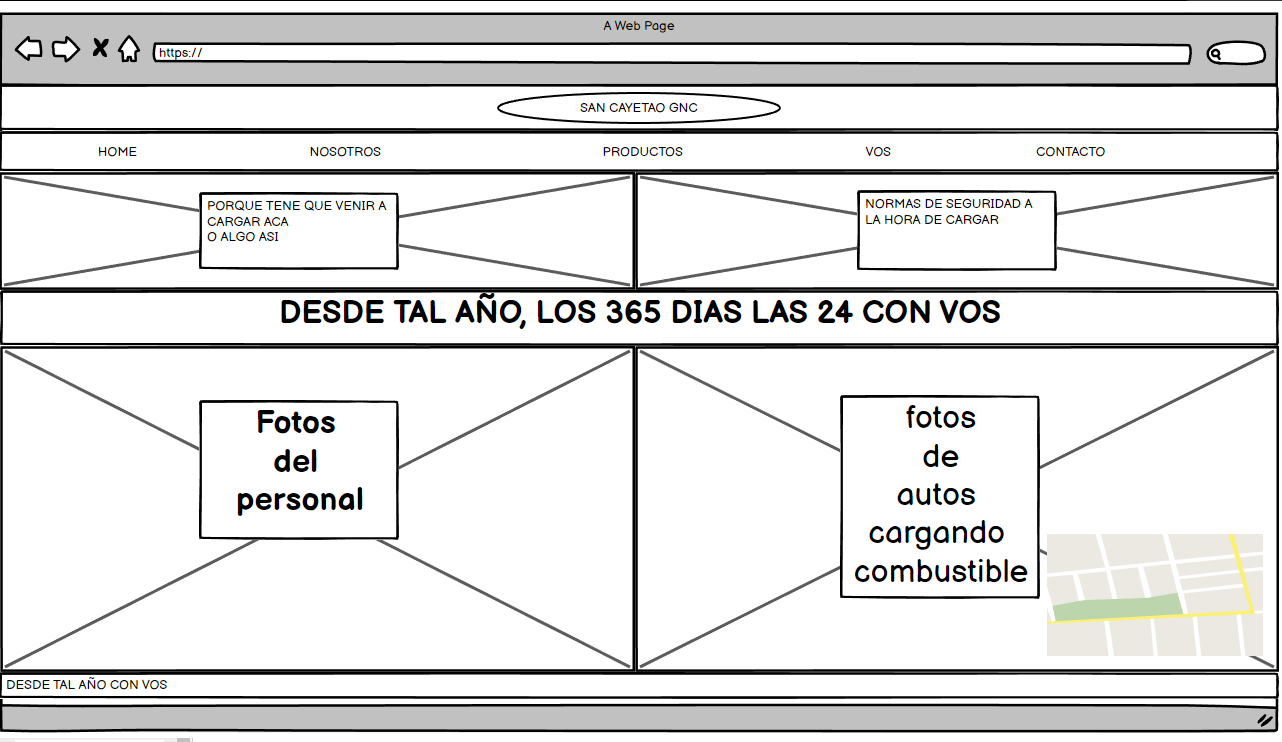 A Web Page
https://
SAN CAYETAO GNC
HOME NOSOTROS PRODUCTOS VOS CONTACTO
PORQUE TENE QUE VENIR A
CARGAR ACA
O ALGO ASI
NORMAS DE SEGURIDAD A
LA HORA DE CARGAR
DESDE TAL AÑO, LOS 365 DIAS LAS 24 CON VOS
Fotos
del
personal
fotos
de
autos
cargando
combustible
DESDE TAL AÑO CON VOS